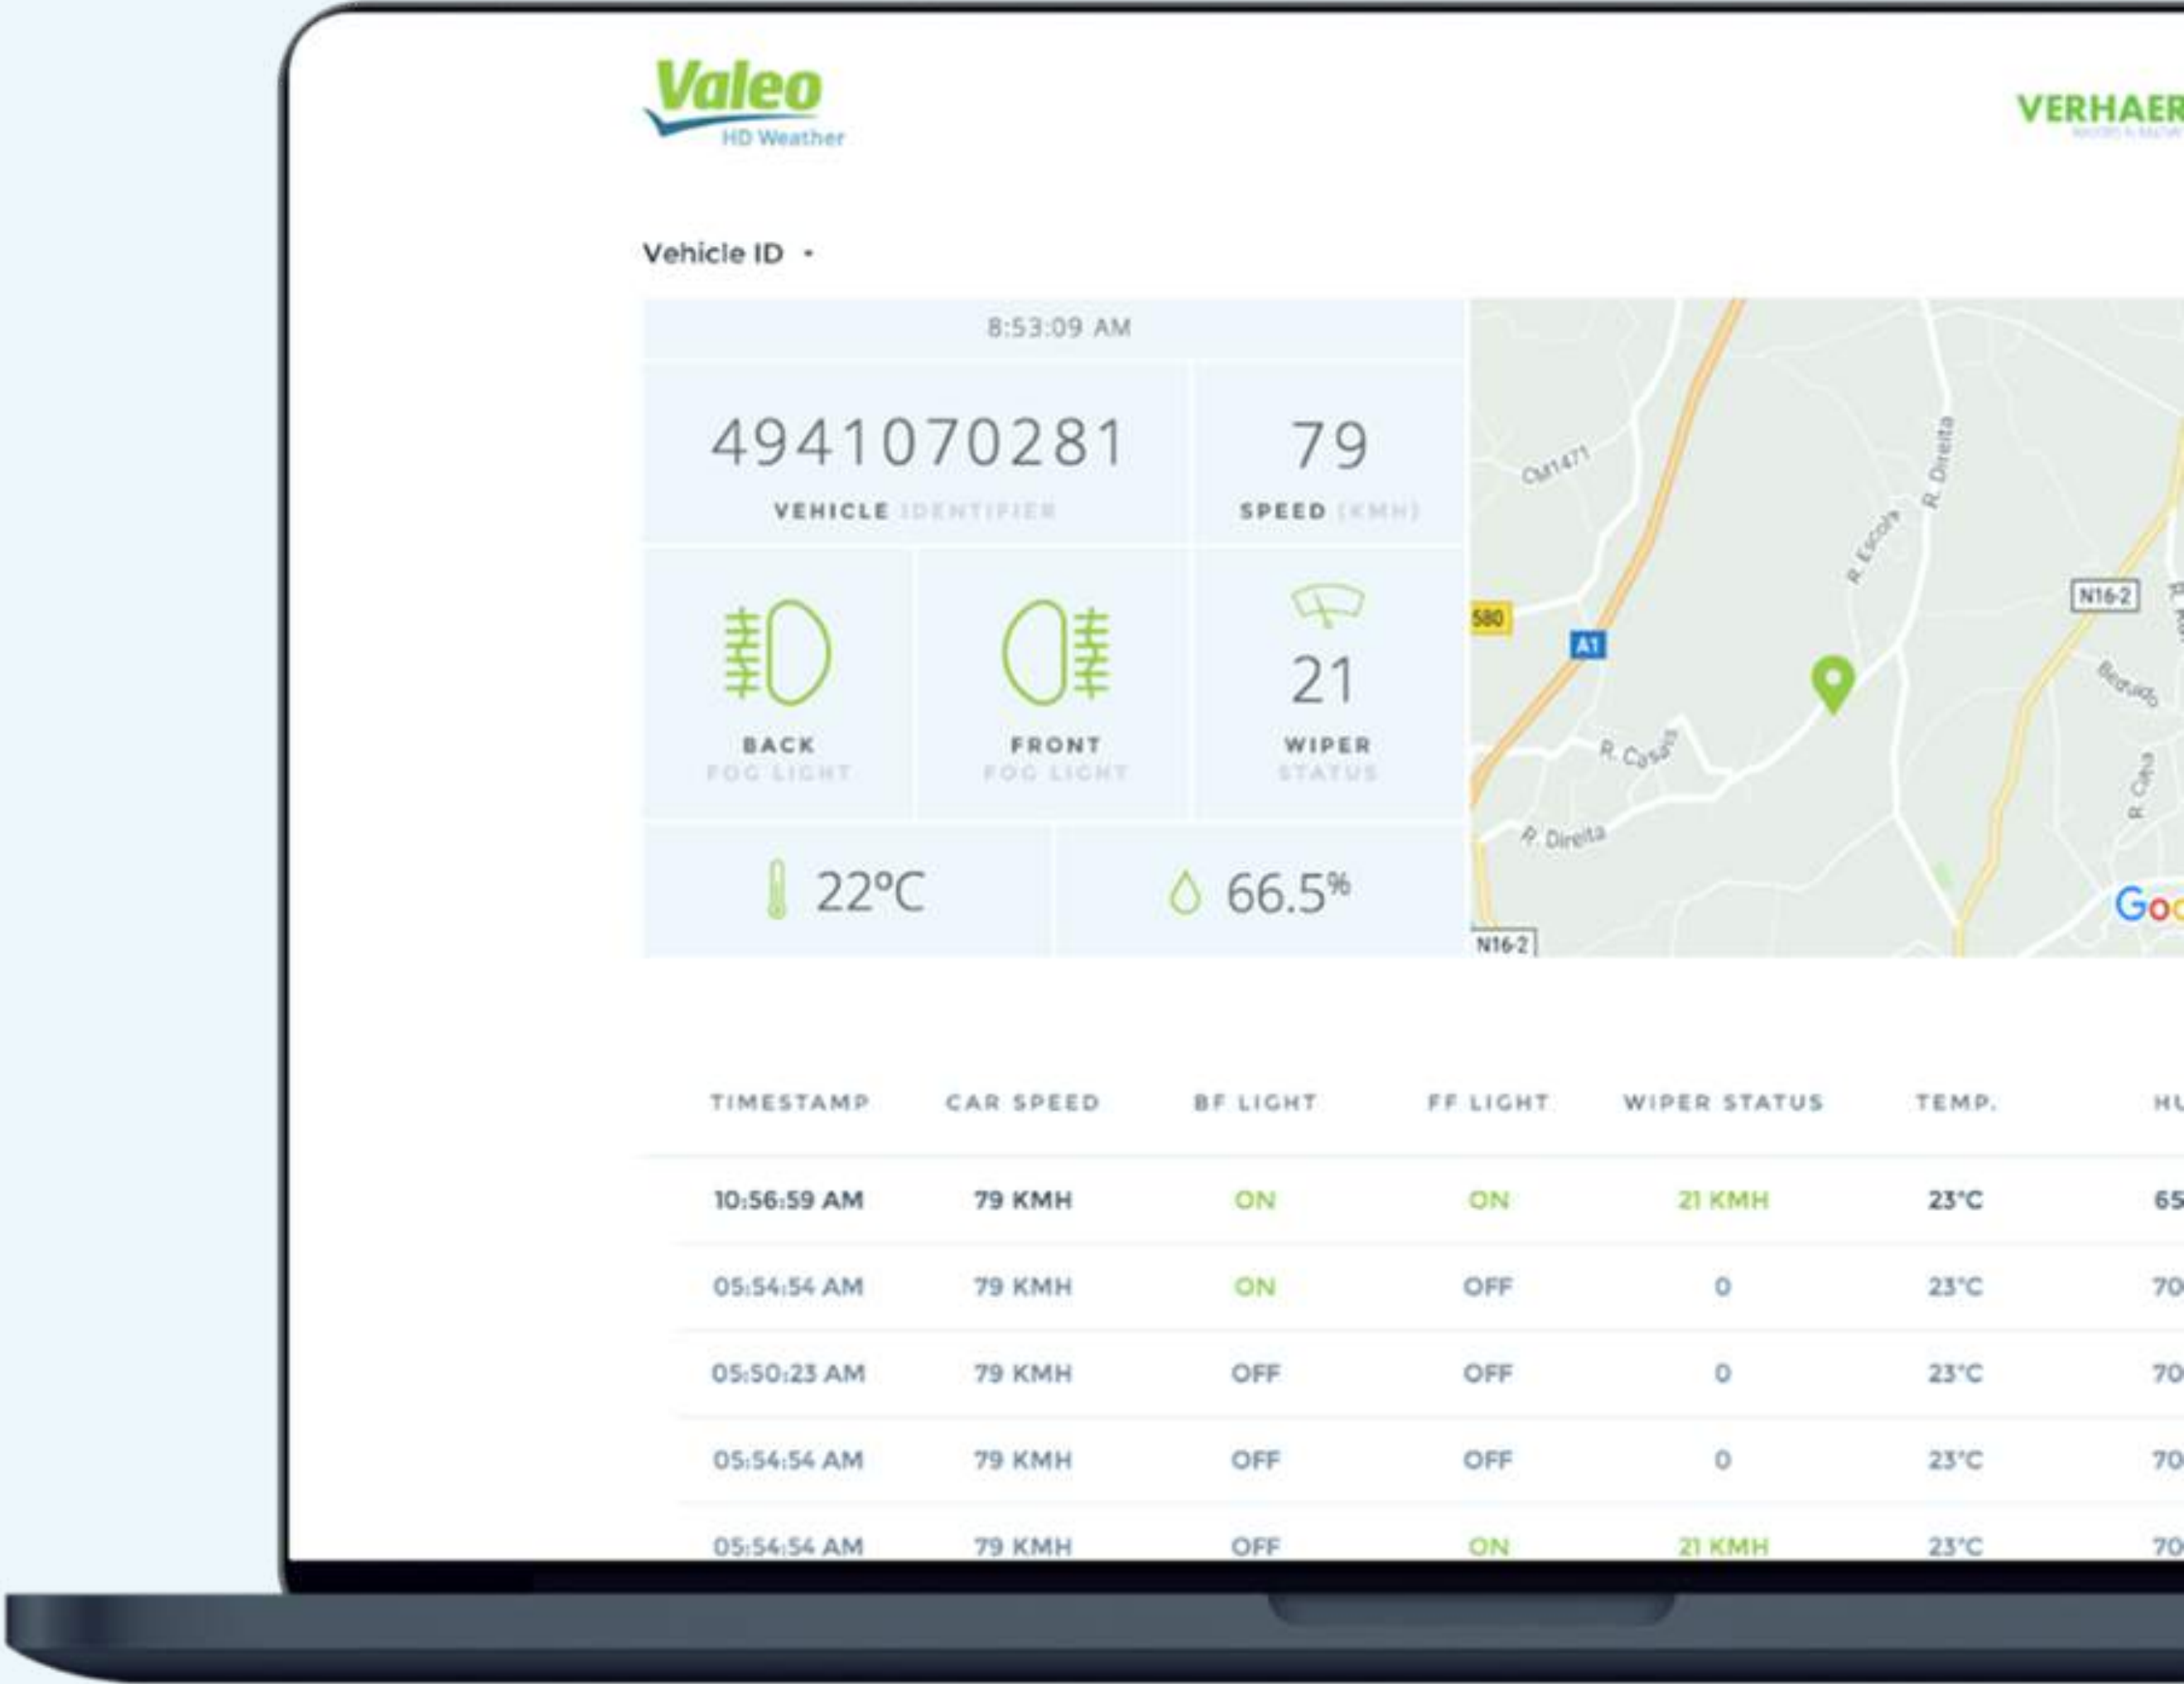 Valeo
HD Weather
VERHAER
Vehicle ID
8:53:09 AM
4941070281
VEHICLE IDENTIFIER
79
SPEED (KMH)
BACK
FOG LIGHT
FRONT
FOG LIGHT
21
WIPER
STATUS
22ºC
66.5%
CM1471
R. Escola
R. Direita
N16-2
580
A1
Beduido
R. Casais
R. Capa
R. Direita
Goo
N16-2
TIMESTAMP CAR SPEED BF LIGHT FF LIGHT WIPER STATUS TEMP. HU
10:56:59 AM 79 KMH ON ON 21 KMH 23°C 65
05:54:54 AM 79 KMH ON OFF 0 23°C 70
05:50:23 AM 79 KMH OFF OFF 0 23°C 70
05:54:54 AM 79 KMH OFF OFF 0 23°C 70
05:54:54 AM 79 KMH OFF ON 21 KMH 23°C 70